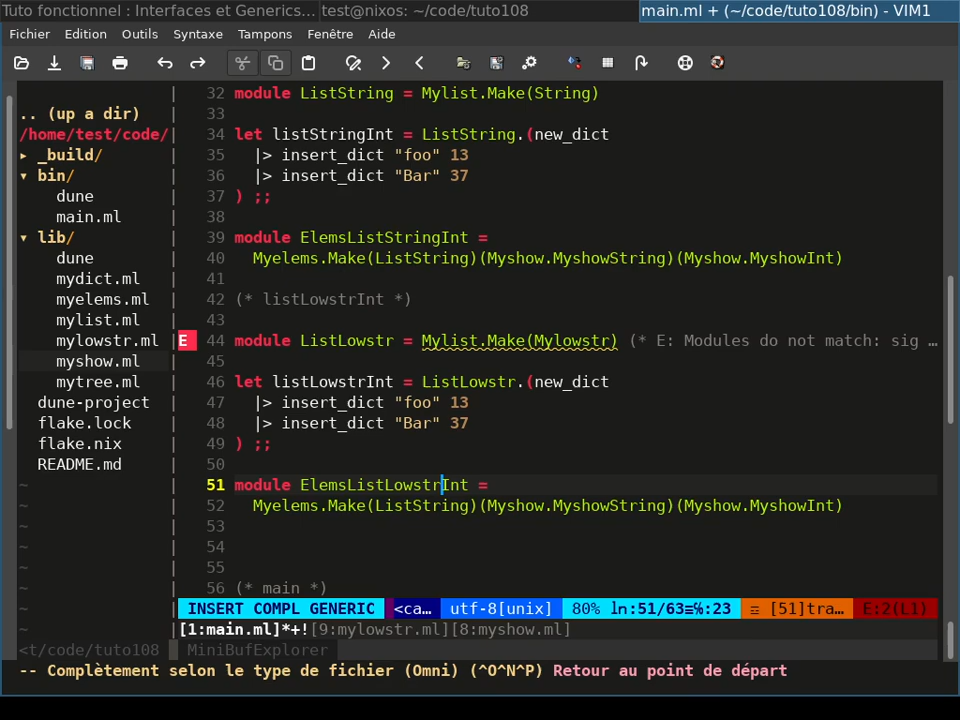 Tuto fonctionnel : Interfaces et Generics... test@nixos: ~/code/tuto108 main.ml + (~/code/tuto108/bin) - VIM1
Fichier Edition Outils Syntaxe Tampons Fenêtre Aide
32 module ListString = Mylist.Make(String)
.. (up a dir) 33
/home/test/code/ 34 let listStringInt = ListString.(new_dict
▸ _build/ 35 |> insert_dict "foo" 13
▾ bin/ 36 |> insert_dict "Bar" 37
dune 37 ) ;;
main.ml 38
▾ lib/ 39 module ElemsListStringInt =
dune 40 Myelems.Make(ListString)(Myshow.MyshowString)(Myshow.MyshowInt)
mydict.ml 41
myelems.ml 42 (* listLowstrInt *)
mylist.ml 43
mylowstr.ml E 44 module ListLowstr = Mylist.Make(Mylowstr) (* E: Modules do not match: sig …
myshow.ml 45
mytree.ml 46 let listLowstrInt = ListLowstr.(new_dict
dune-project 47 |> insert_dict "foo" 13
flake.lock 48 |> insert_dict "Bar" 37
flake.nix 49 ) ;;
README.md 50
~ 51 module ElemsListLowstrInt =
~ 52 Myelems.Make(ListString)(Myshow.MyshowString)(Myshow.MyshowInt)
~ 53
~ 54
~ 55
~ 56 (* main *)
~ INSERT COMPL GENERIC <ca… utf-8[unix] 80% ln:51/63≡℅:23 ☲ [51]tra… E:2(L1)
~ [1:main.ml]*+![9:mylowstr.ml][8:myshow.ml]
<t/code/tuto108 MiniBufExplorer
-- Complètement selon le type de fichier (Omni) (^O^N^P) Retour au point de départ